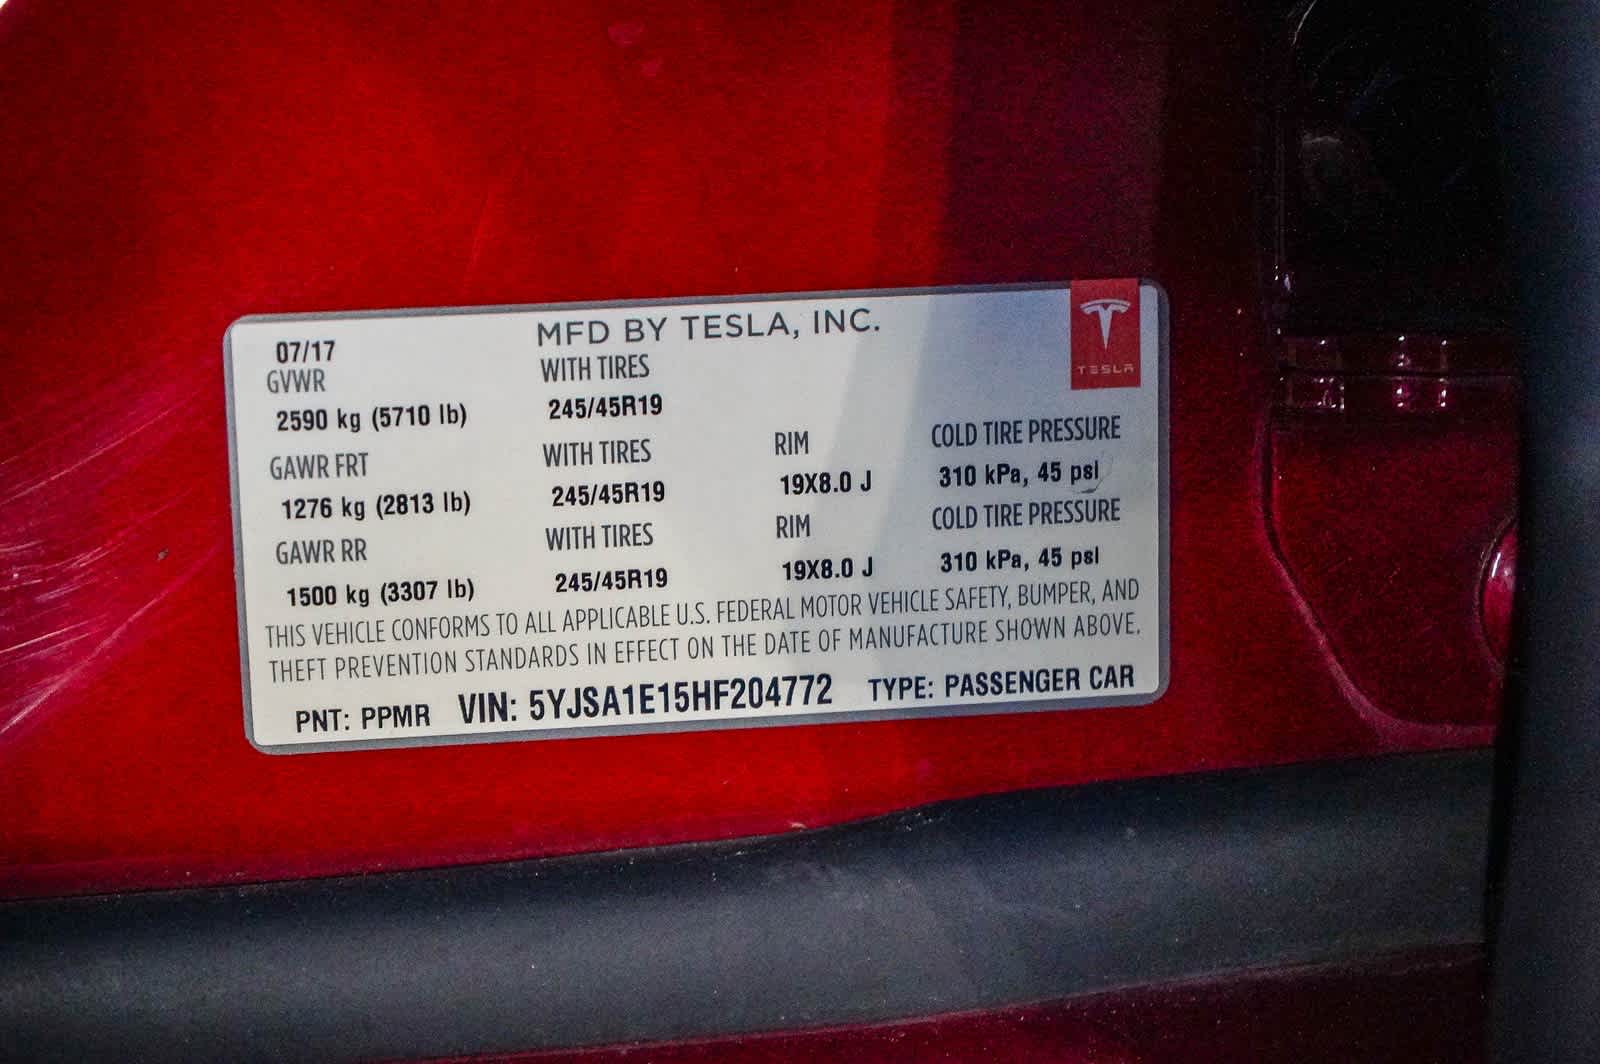 MFD BY TESLA, INC.
TESLA
07/17
GVWR WITH TIRES
2590 kg (5710 lb) 245/45R19
GAWR FRT WITH TIRES RIM COLD TIRE PRESSURE
1276 kg (2813 lb) 245/45R19 19X8.0 J 310 kPa, 45 psi
GAWR RR WITH TIRES RIM COLD TIRE PRESSURE
1500 kg (3307 lb) 245/45R19 19X8.0 J 310 kPa, 45 psi
THIS VEHICLE CONFORMS TO ALL APPLICABLE U.S. FEDERAL MOTOR VEHICLE SAFETY, BUMPER, AND
THEFT PREVENTION STANDARDS IN EFFECT ON THE DATE OF MANUFACTURE SHOWN ABOVE.
PNT: PPMR VIN: 5YJSA1E15HF204772 TYPE: PASSENGER CAR